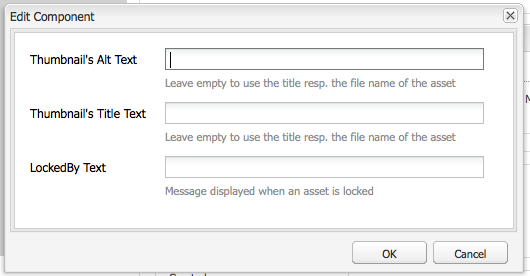 Edit Component
Thumbnail's Alt Text
Leave empty to use the title resp. the file name of the asset
Thumbnail's Title Text
Leave empty to use the title resp. the file name of the asset
LockedBy Text
Message displayed when an asset is locked
OK Cancel